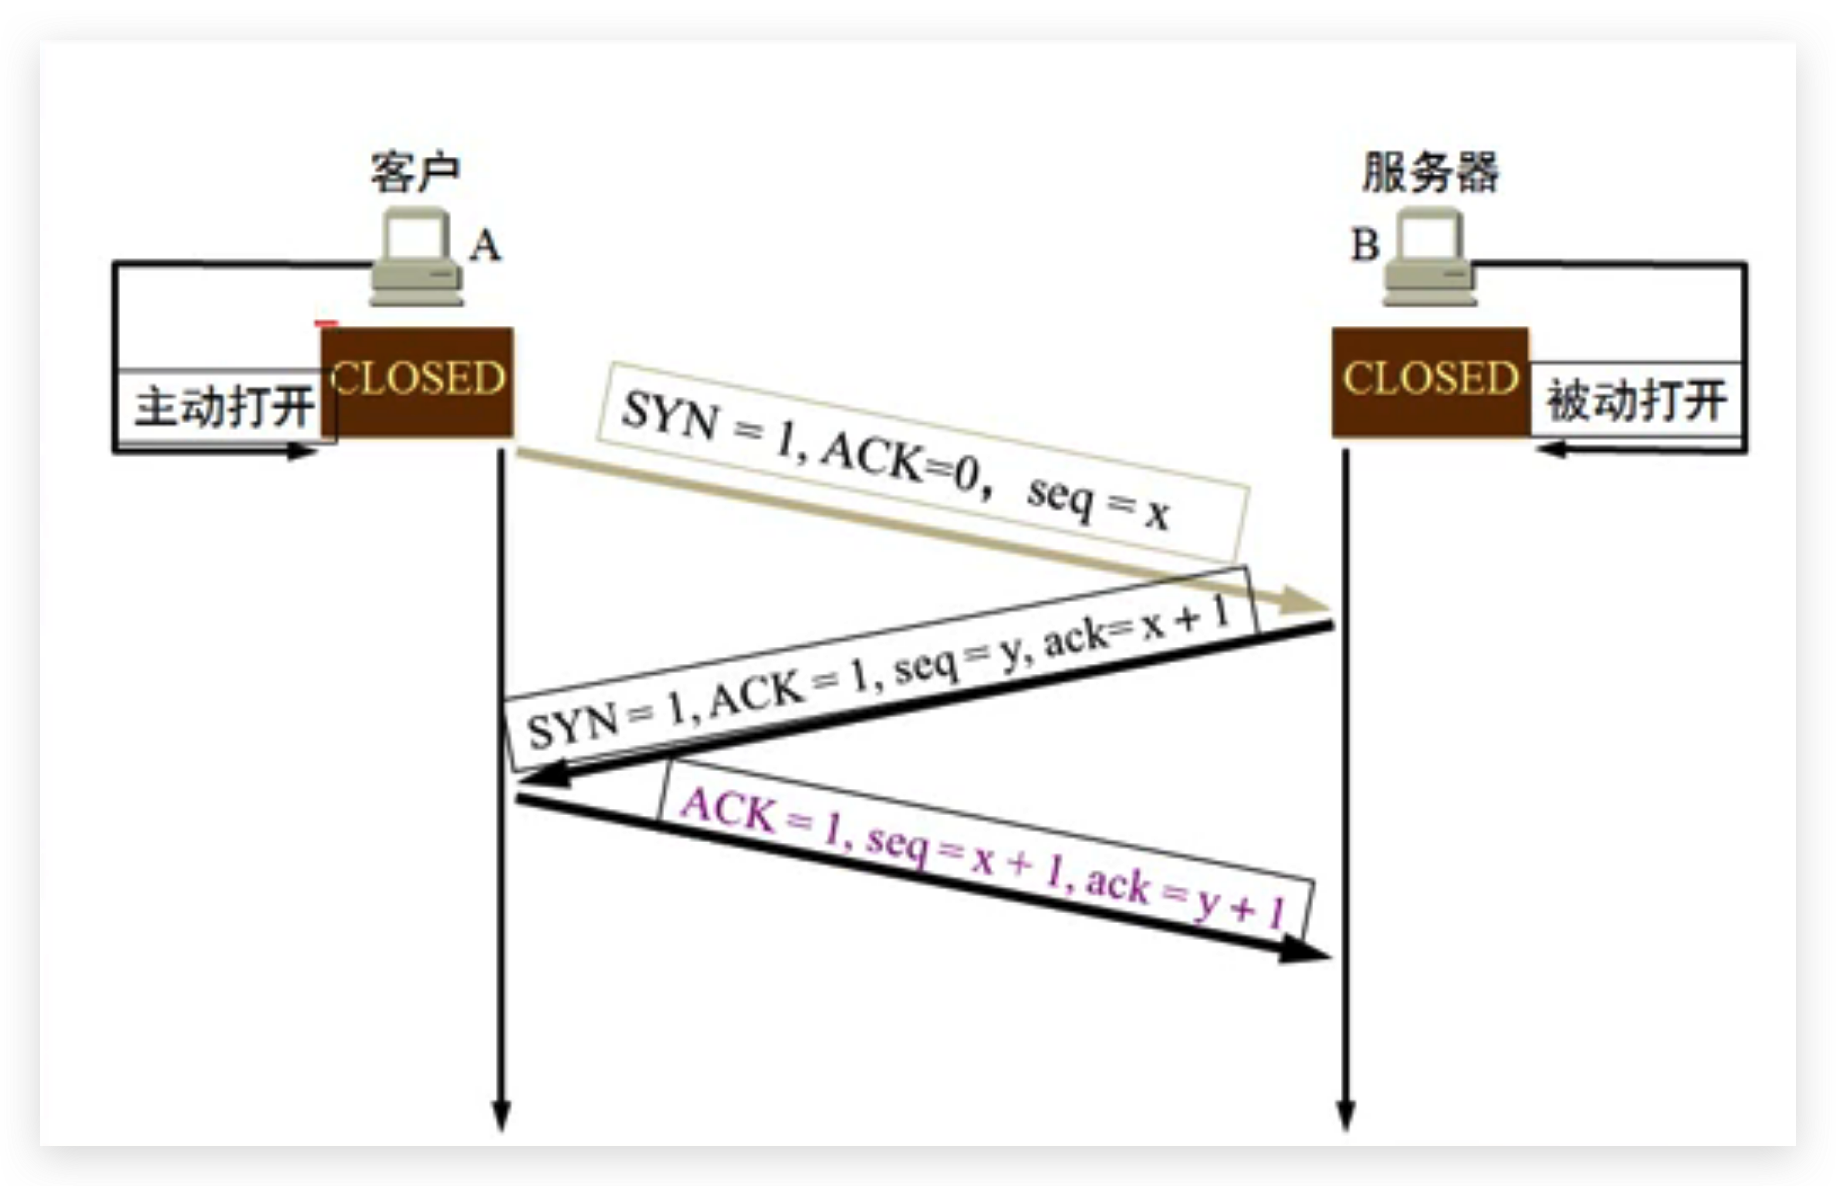 客户
服务器
A
B
CLOSED
CLOSED
主动打开
被动打开
SYN = 1, ACK=0， seq = x
SYN = 1, ACK = 1, seq = y, ack= x + 1
ACK = 1, seq = x + 1, ack = y + 1